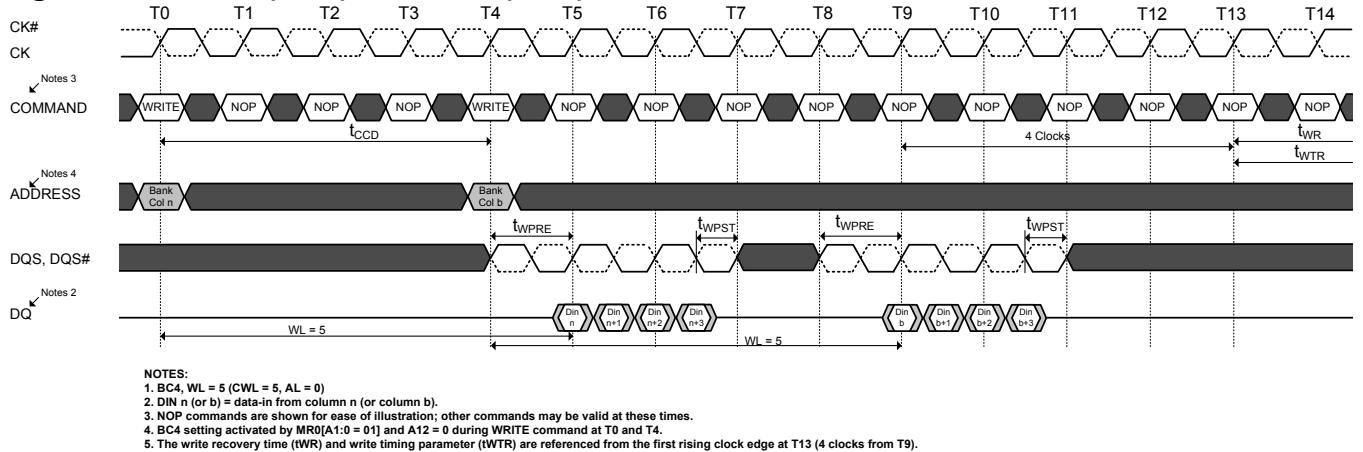 T0 T1 T2 T3 T4 T5 T6 T7 T8 T9 T10 T11 T12 T13 T14
CK#
CK
Notes 3
COMMAND
WRITE NOP NOP NOP WRITE NOP NOP NOP NOP NOP NOP NOP NOP NOP NOP
tCCD
4 Clocks
tWR
tWTR
Notes 4
ADDRESS
Bank
Col n
Bank
Col b
tWPRE tWPST tWPRE tWPST
DQS, DQS#
Notes 2
DQ
Din
n
Din
n+1
Din
n+2
Din
n+3
Din
b
Din
b+1
Din
b+2
Din
b+3
WL = 5
WL = 5
NOTES:
1. BC4, WL = 5 (CWL = 5, AL = 0)
2. DIN n (or b) = data-in from column n (or column b).
3. NOP commands are shown for ease of illustration; other commands may be valid at these times.
4. BC4 setting activated by MR0[A1:0 = 01] and A12 = 0 during WRITE command at T0 and T4.
5. The write recovery time (tWR) and write timing parameter (tWTR) are referenced from the first rising clock edge at T13 (4 clocks from T9).